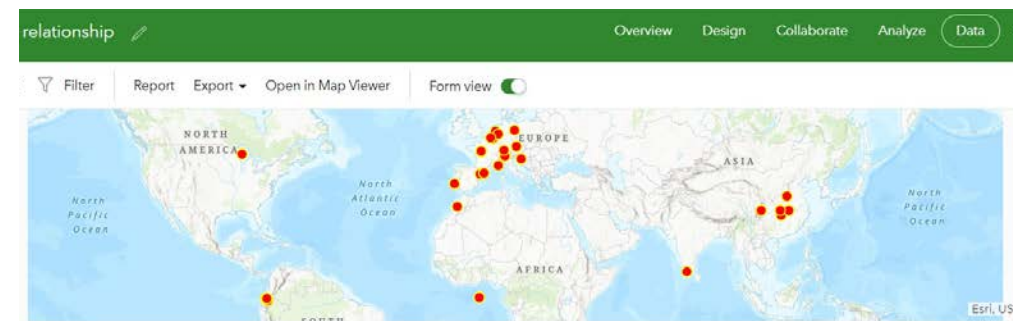 relationship
Overview Design Collaborate Analyze Data
Filter Report Export Open in Map Viewer Form view
NORTH
AMERICA
EUROPE
ASIA
North
Atlantic
Ocean
North
Pacific
Ocean
North
Pacific
Ocean
AFRICA
SOUTH
Esri, US